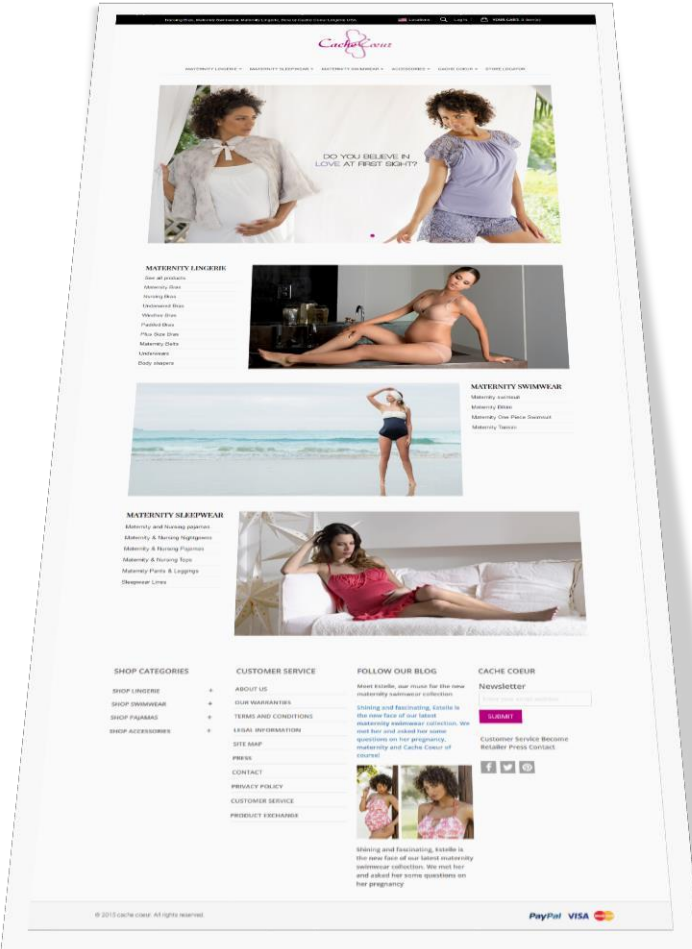 Locations Login YOUR CART:
Cache Coeur
MATERNITY LINGERIE MATERNITY SLEEPWEAR MATERNITY SWIMWEAR ACCESSORIES CACHE COEUR STORE LOCATOR
DO YOU BELIEVE IN
LOVE AT FIRST SIGHT?
MATERNITY LINGERIE
See all products
Maternity Bras
Nursing Bras
Underwired Bras
Wireless Bras
Padded Bras
Plus Size Bras
Maternity Belts
Underwears
Body shapers
MATERNITY SWIMWEAR
Maternity swimsuit
Maternity Bikini
Maternity One Piece Swimsuit
Maternity Tankini
MATERNITY SLEEPWEAR
Maternity and Nursing pajamas
Maternity & Nursing Nightgowns
Maternity & Nursing Pajamas
Maternity & Nursing Tops
Maternity Pants & Leggings
Sleepwear Lines
SHOP CATEGORIES
SHOP LINGERIE +
SHOP SWIMWEAR +
SHOP PAJAMAS +
SHOP ACCESSORIES +
CUSTOMER SERVICE
ABOUT US
OUR WARRANTIES
TERMS AND CONDITIONS
LEGAL INFORMATION
SITE MAP
PRESS
CONTACT
PRIVACY POLICY
CUSTOMER SERVICE
PRODUCT EXCHANGE
FOLLOW OUR BLOG
Meet Estelle, our muse for the new
maternity swimwear collection
Shining and fascinating, Estelle is
the new face of our latest
maternity swimwear collection. We
met her and asked her some
questions on her pregnancy,
maternity and Cache Coeur of
course!
Shining and fascinating, Estelle is
the new face of our latest maternity
swimwear collection. We met her
and asked her some questions on
her pregnancy
CACHE COEUR
Newsletter
Enter your email address
SUBMIT
Customer Service Become
Retailer Press Contact
© 2015 cache coeur. All rights reserved.
PayPal VISA